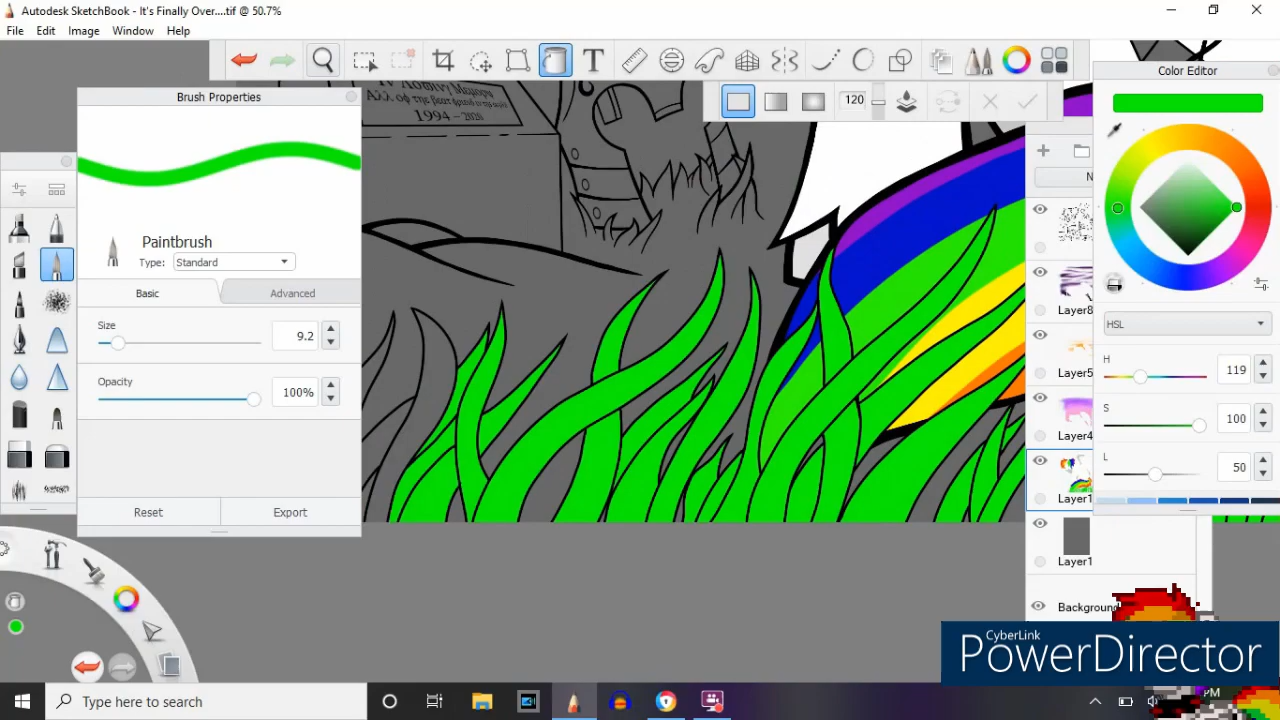 Autodesk SketchBook - It's Finally Over....tif @ 50.7%
File Edit Image Window Help
T
120
Brush Properties
Color Editor
1994 – 2020
N
Paintbrush
Type: Standard
Basic Advanced
Size
9.2
Opacity
100%
Reset Export
Layer8
Layer5
Layer4
Layer1
Layer1
Background
HSL
H
119
S
100
L
50
CyberLink
PowerDirector
Type here to search
PM